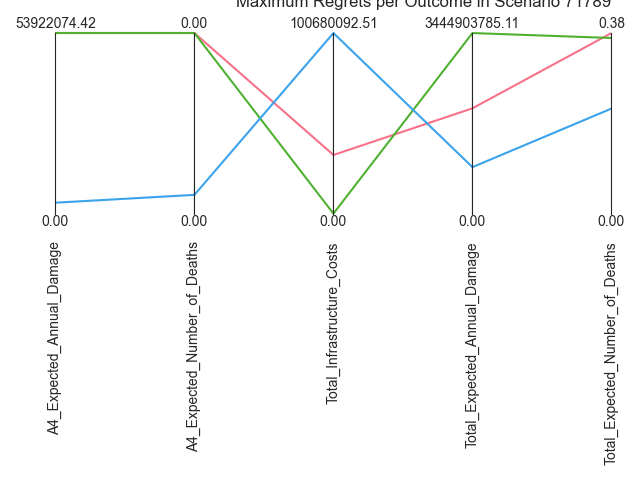 Maximum Regrets per Outcome in Scenario 71789
53922074.42 0.00 100680092.51 3444903785.11 0.38
0.00 0.00 0.00 0.00 0.00
A4_Expected_Annual_Damage
A4_Expected_Number_of_Deaths
Total_Infrastructure_Costs
Total_Expected_Annual_Damage
Total_Expected_Number_of_Deaths